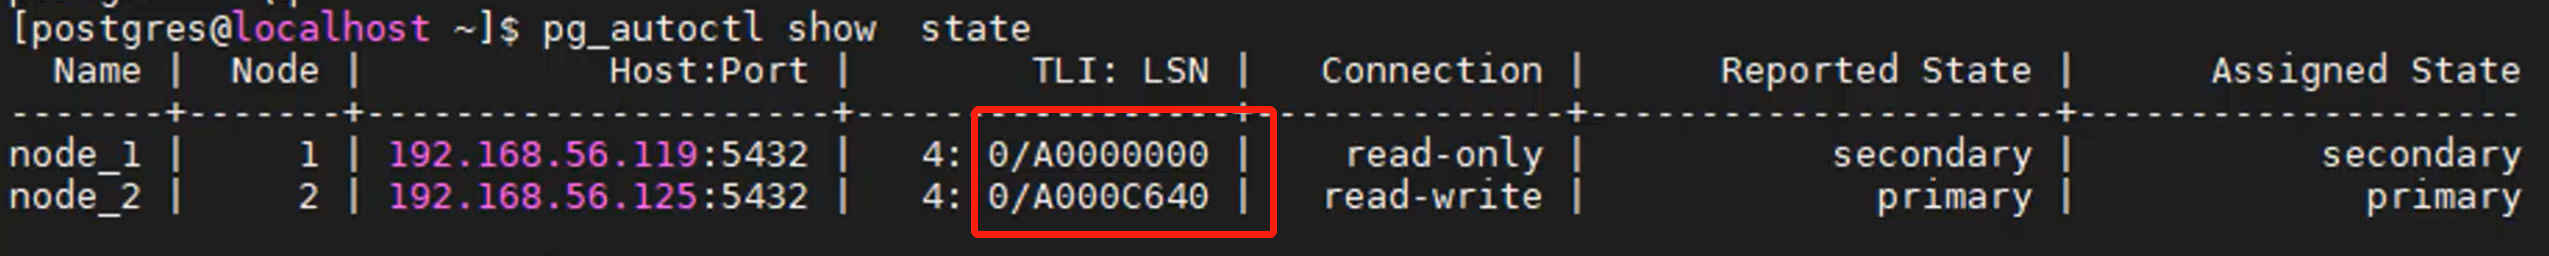 [postgres@localhost ~]$ pg_autoctl show  state
  Name |  Node |             Host:Port |         TLI: LSN |   Connection |      Reported State |      Assigned State
-------+-------+----------------------+------------------+--------------+---------------------+--------------------
node_1 |     1 | 192.168.56.119:5432 |   4: 0/A0000000 |    read-only |           secondary |           secondary
node_2 |     2 | 192.168.56.125:5432 |   4: 0/A000C640 |   read-write |             primary |             primary